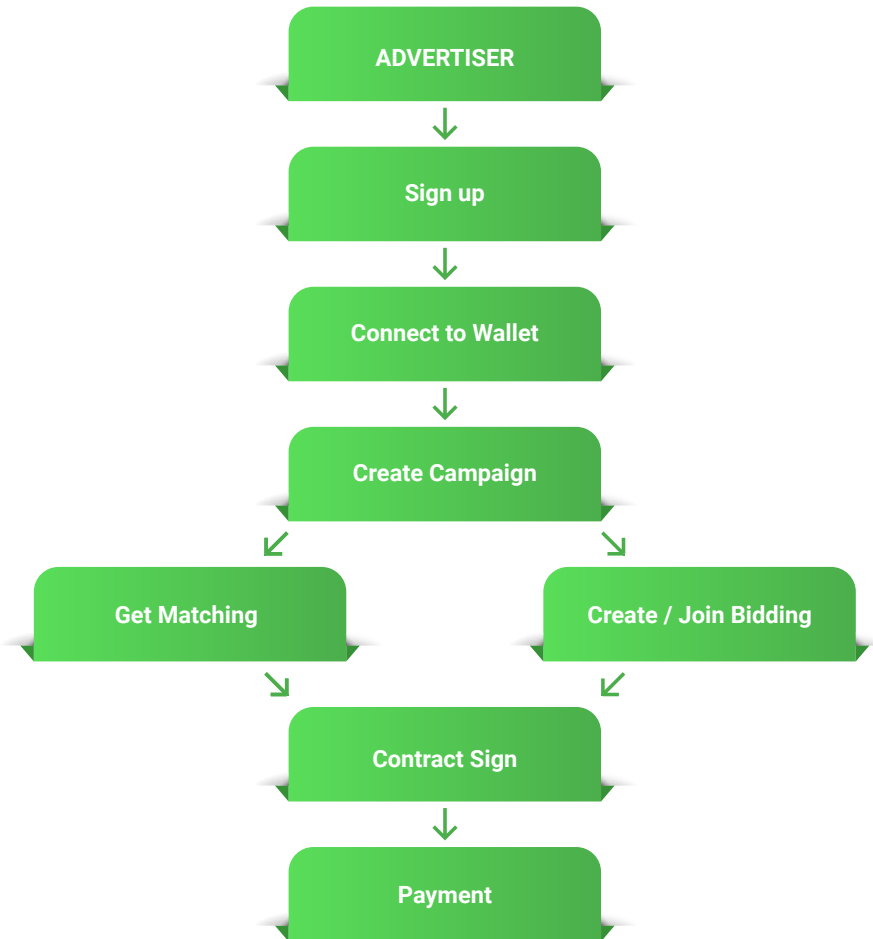 ADVERTISER
Sign up
Connect to Wallet
Create Campaign
Get Matching
Create / Join Bidding
Contract Sign
Payment